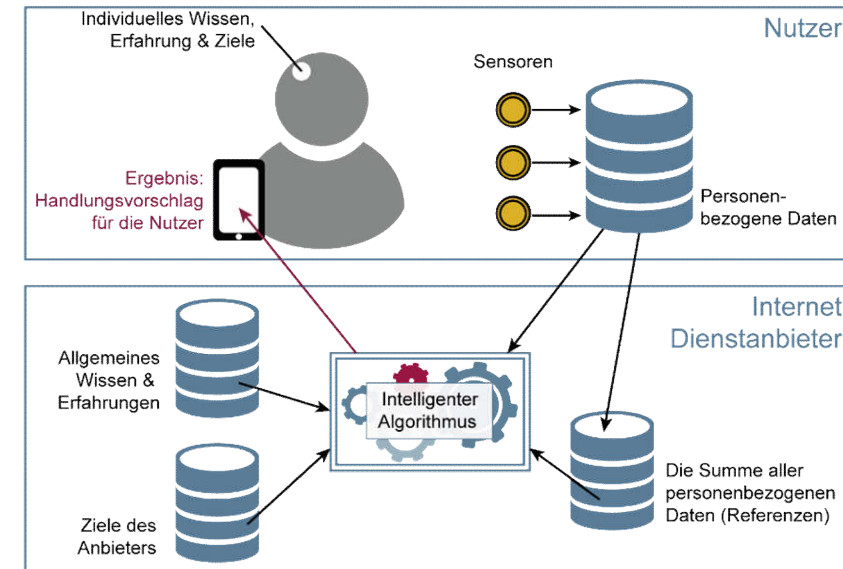 Individuelles Wissen,
Erfahrung & Ziele
Nutzer
Sensoren
Ergebnis:
Handlungsvorschlag
für die Nutzer
Personen-
bezogene Daten
Internet
Dienstanbieter
Allgemeines
Wissen &
Erfahrungen
Intelligenter
Algorithmus
Ziele des
Anbieters
Die Summe aller
personenbezogenen
Daten (Referenzen)